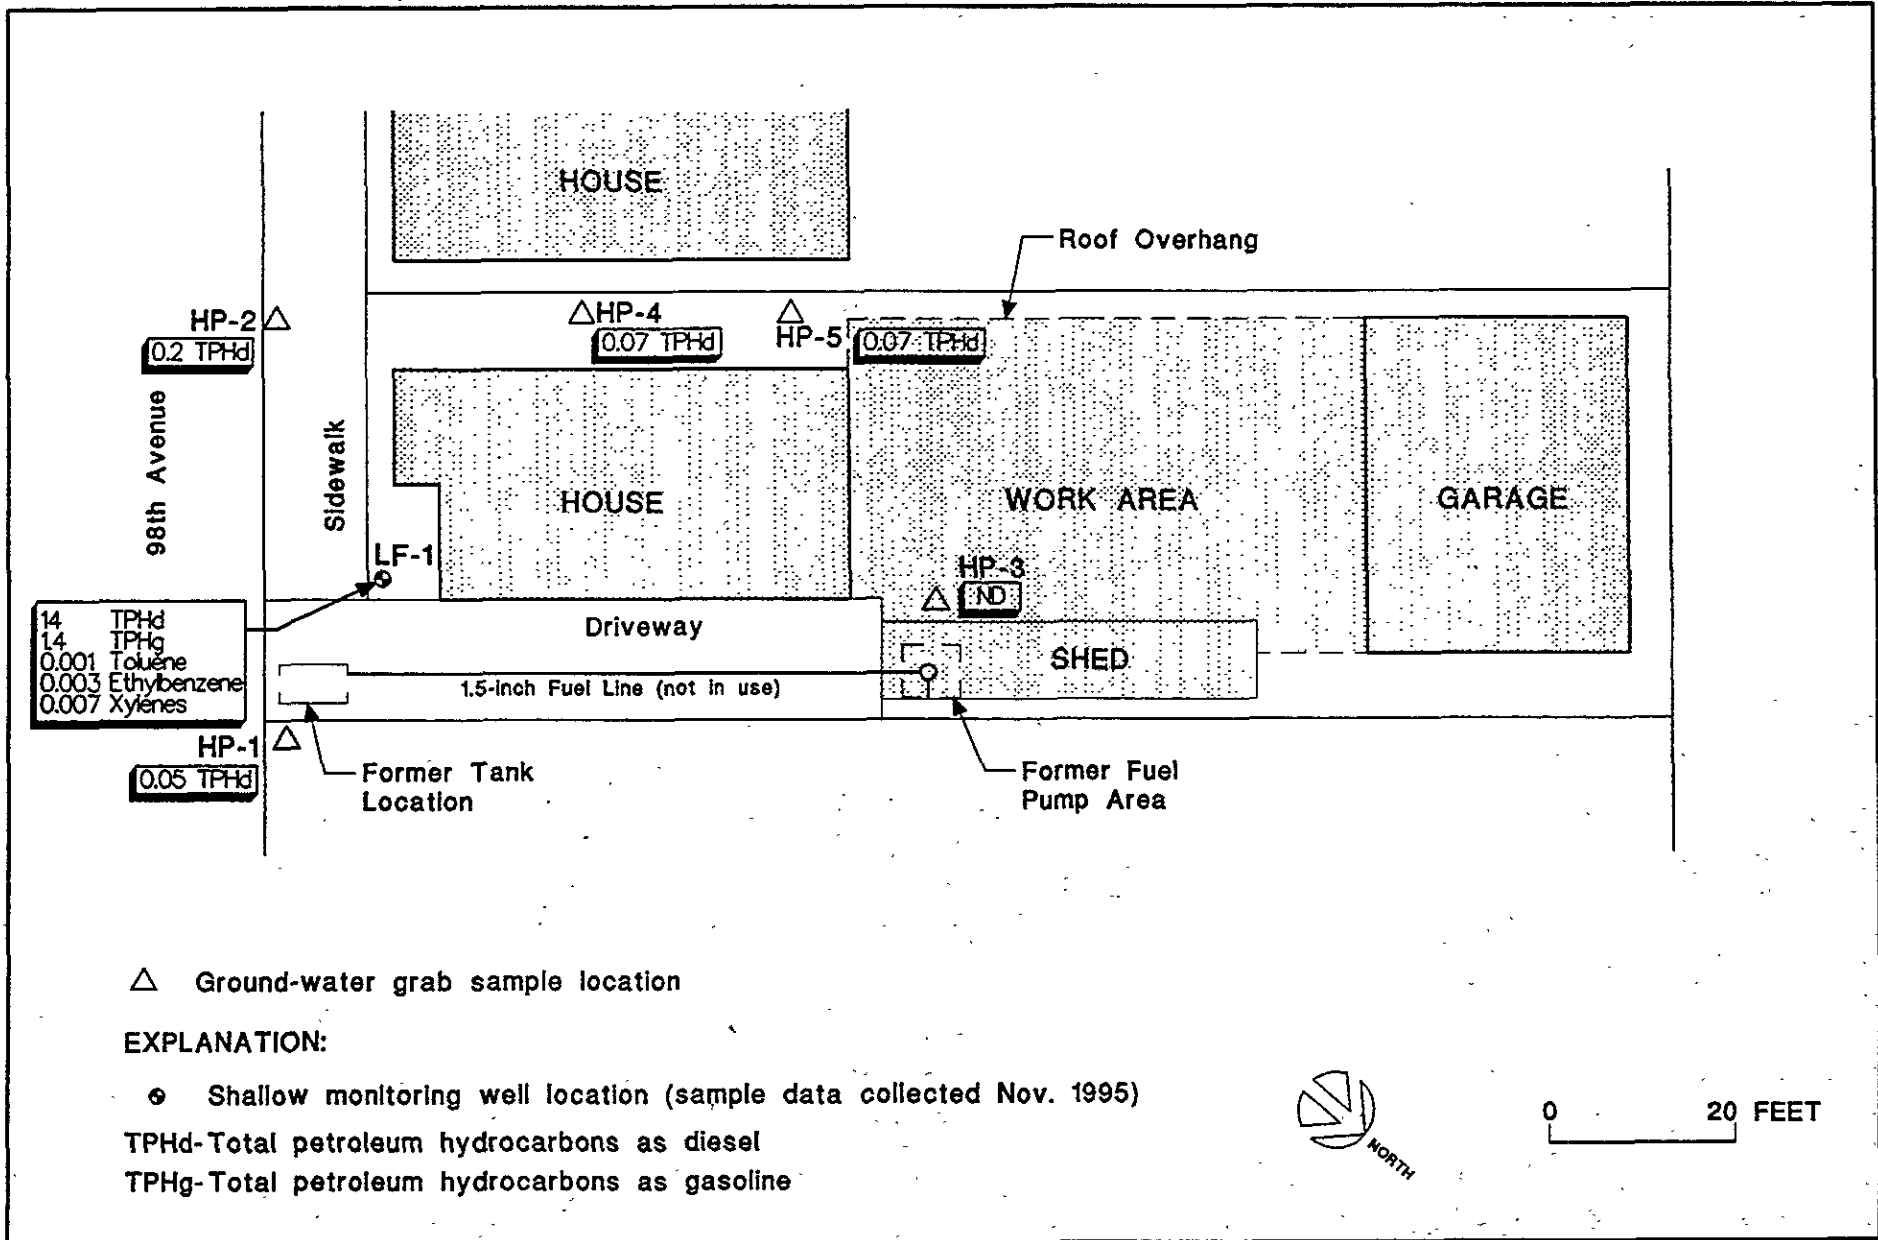 HOUSE
Roof Overhang
HP-2
0.2 TPHd
HP-4
0.07 TPHd
HP-5
0.07 TPHd
98th Avenue
Sidewalk
HOUSE
WORK AREA
GARAGE
LF-1
HP-3
ND
14 TPHd
1.4 TPHg
0.001 Toluene
0.003 Ethylbenzene
0.007 Xylenes
Driveway
SHED
1.5-inch Fuel Line (not in use)
HP-1
0.05 TPHd
Former Tank
Location
Former Fuel
Pump Area
Ground-water grab sample location
EXPLANATION:
Shallow monitoring well location (sample data collected Nov. 1995)
TPHd-Total petroleum hydrocarbons as diesel
TPHg-Total petroleum hydrocarbons as gasoline
NORTH
0 20 FEET